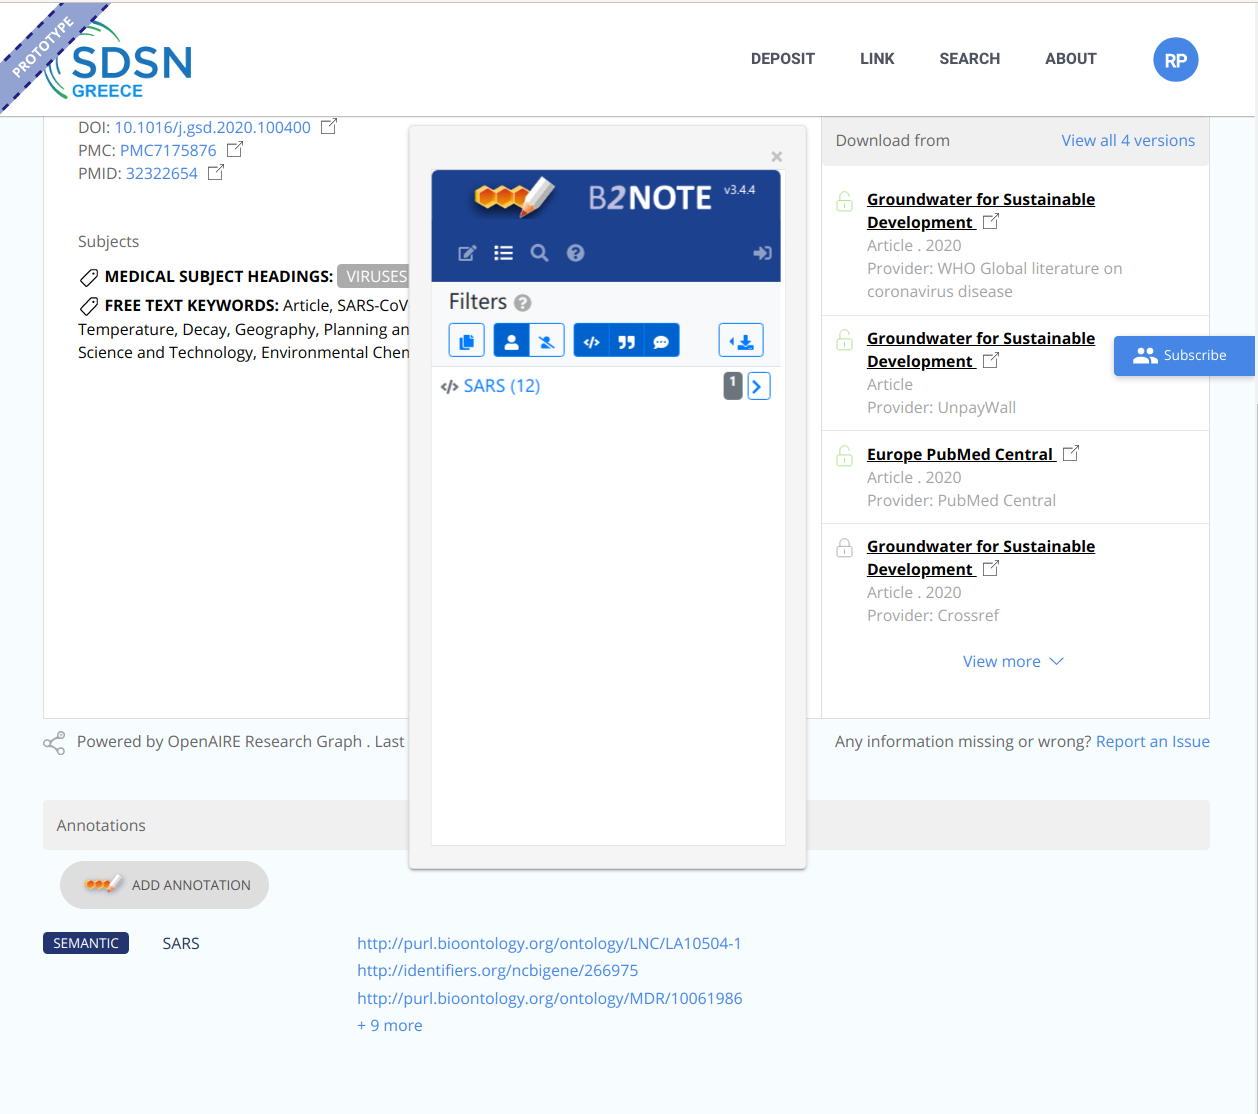 PROTOTYPE
SDSN
GREECE
DEPOSIT
LINK
SEARCH
ABOUT
RP
DOI: 10.1016/j.gsd.2020.100400
PMC: PMC7175876
PMID: 32322654
Subjects
MEDICAL SUBJECT HEADINGS: VIRUSES
FREE TEXT KEYWORDS: Article, SARS-CoV
Temperature, Decay, Geography, Planning an
Science and Technology, Environmental Chem
×
B2NOTE v3.4.4
Filters
SARS (12)
1
Download from
View all 4 versions
Groundwater for Sustainable
Development
Article . 2020
Provider: WHO Global literature on
coronavirus disease
Groundwater for Sustainable
Development
Article
Provider: UnpayWall
Subscribe
Europe PubMed Central
Article . 2020
Provider: PubMed Central
Groundwater for Sustainable
Development
Article . 2020
Provider: Crossref
View more
Powered by OpenAIRE Research Graph . Last
Any information missing or wrong? Report an Issue
Annotations
ADD ANNOTATION
SEMANTIC
SARS
http://purl.bioontology.org/ontology/LNC/LA10504-1
http://identifiers.org/ncbigene/266975
http://purl.bioontology.org/ontology/MDR/10061986
+ 9 more